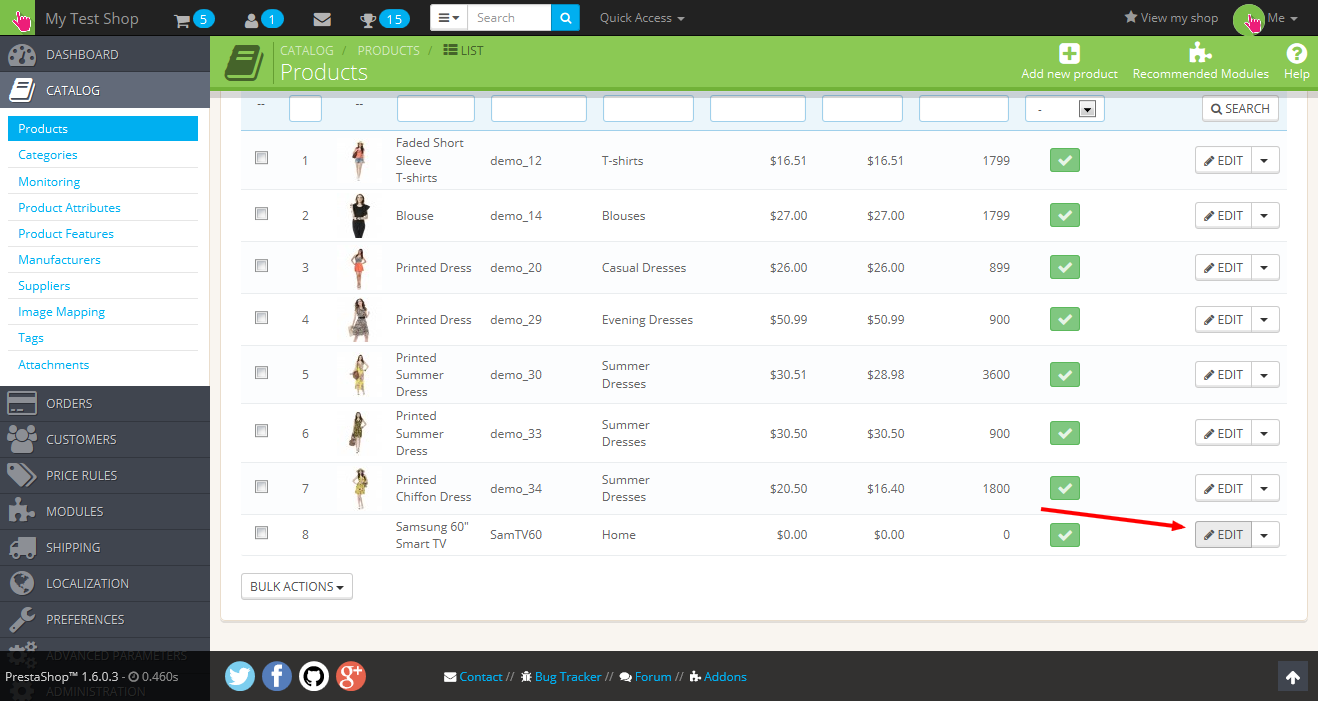 My Test Shop 5 1 15 Search Quick Access View my shop Me
DASHBOARD
CATALOG
Products
Categories
Monitoring
Product Attributes
Product Features
Manufacturers
Suppliers
Image Mapping
Tags
Attachments
ORDERS
CUSTOMERS
PRICE RULES
MODULES
SHIPPING
LOCALIZATION
PREFERENCES
ADVANCED PARAMETERS
ADMINISTRATION
PrestaShop™ 1.6.0.3 - 0.460s
CATALOG / PRODUCTS / LIST
Products
Add new product Recommended Modules Help
-- -- - SEARCH
1 Faded Short Sleeve T-shirts demo_12 T-shirts $16.51 $16.51 1799 EDIT
2 Blouse demo_14 Blouses $27.00 $27.00 1799 EDIT
3 Printed Dress demo_20 Casual Dresses $26.00 $26.00 899 EDIT
4 Printed Dress demo_29 Evening Dresses $50.99 $50.99 900 EDIT
5 Printed Summer Dress demo_30 Summer Dresses $30.51 $28.98 3600 EDIT
6 Printed Summer Dress demo_33 Summer Dresses $30.50 $30.50 900 EDIT
7 Printed Chiffon Dress demo_34 Summer Dresses $20.50 $16.40 1800 EDIT
8 Samsung 60" Smart TV SamTV60 Home $0.00 $0.00 0 EDIT
BULK ACTIONS
Contact // Bug Tracker // Forum // Addons